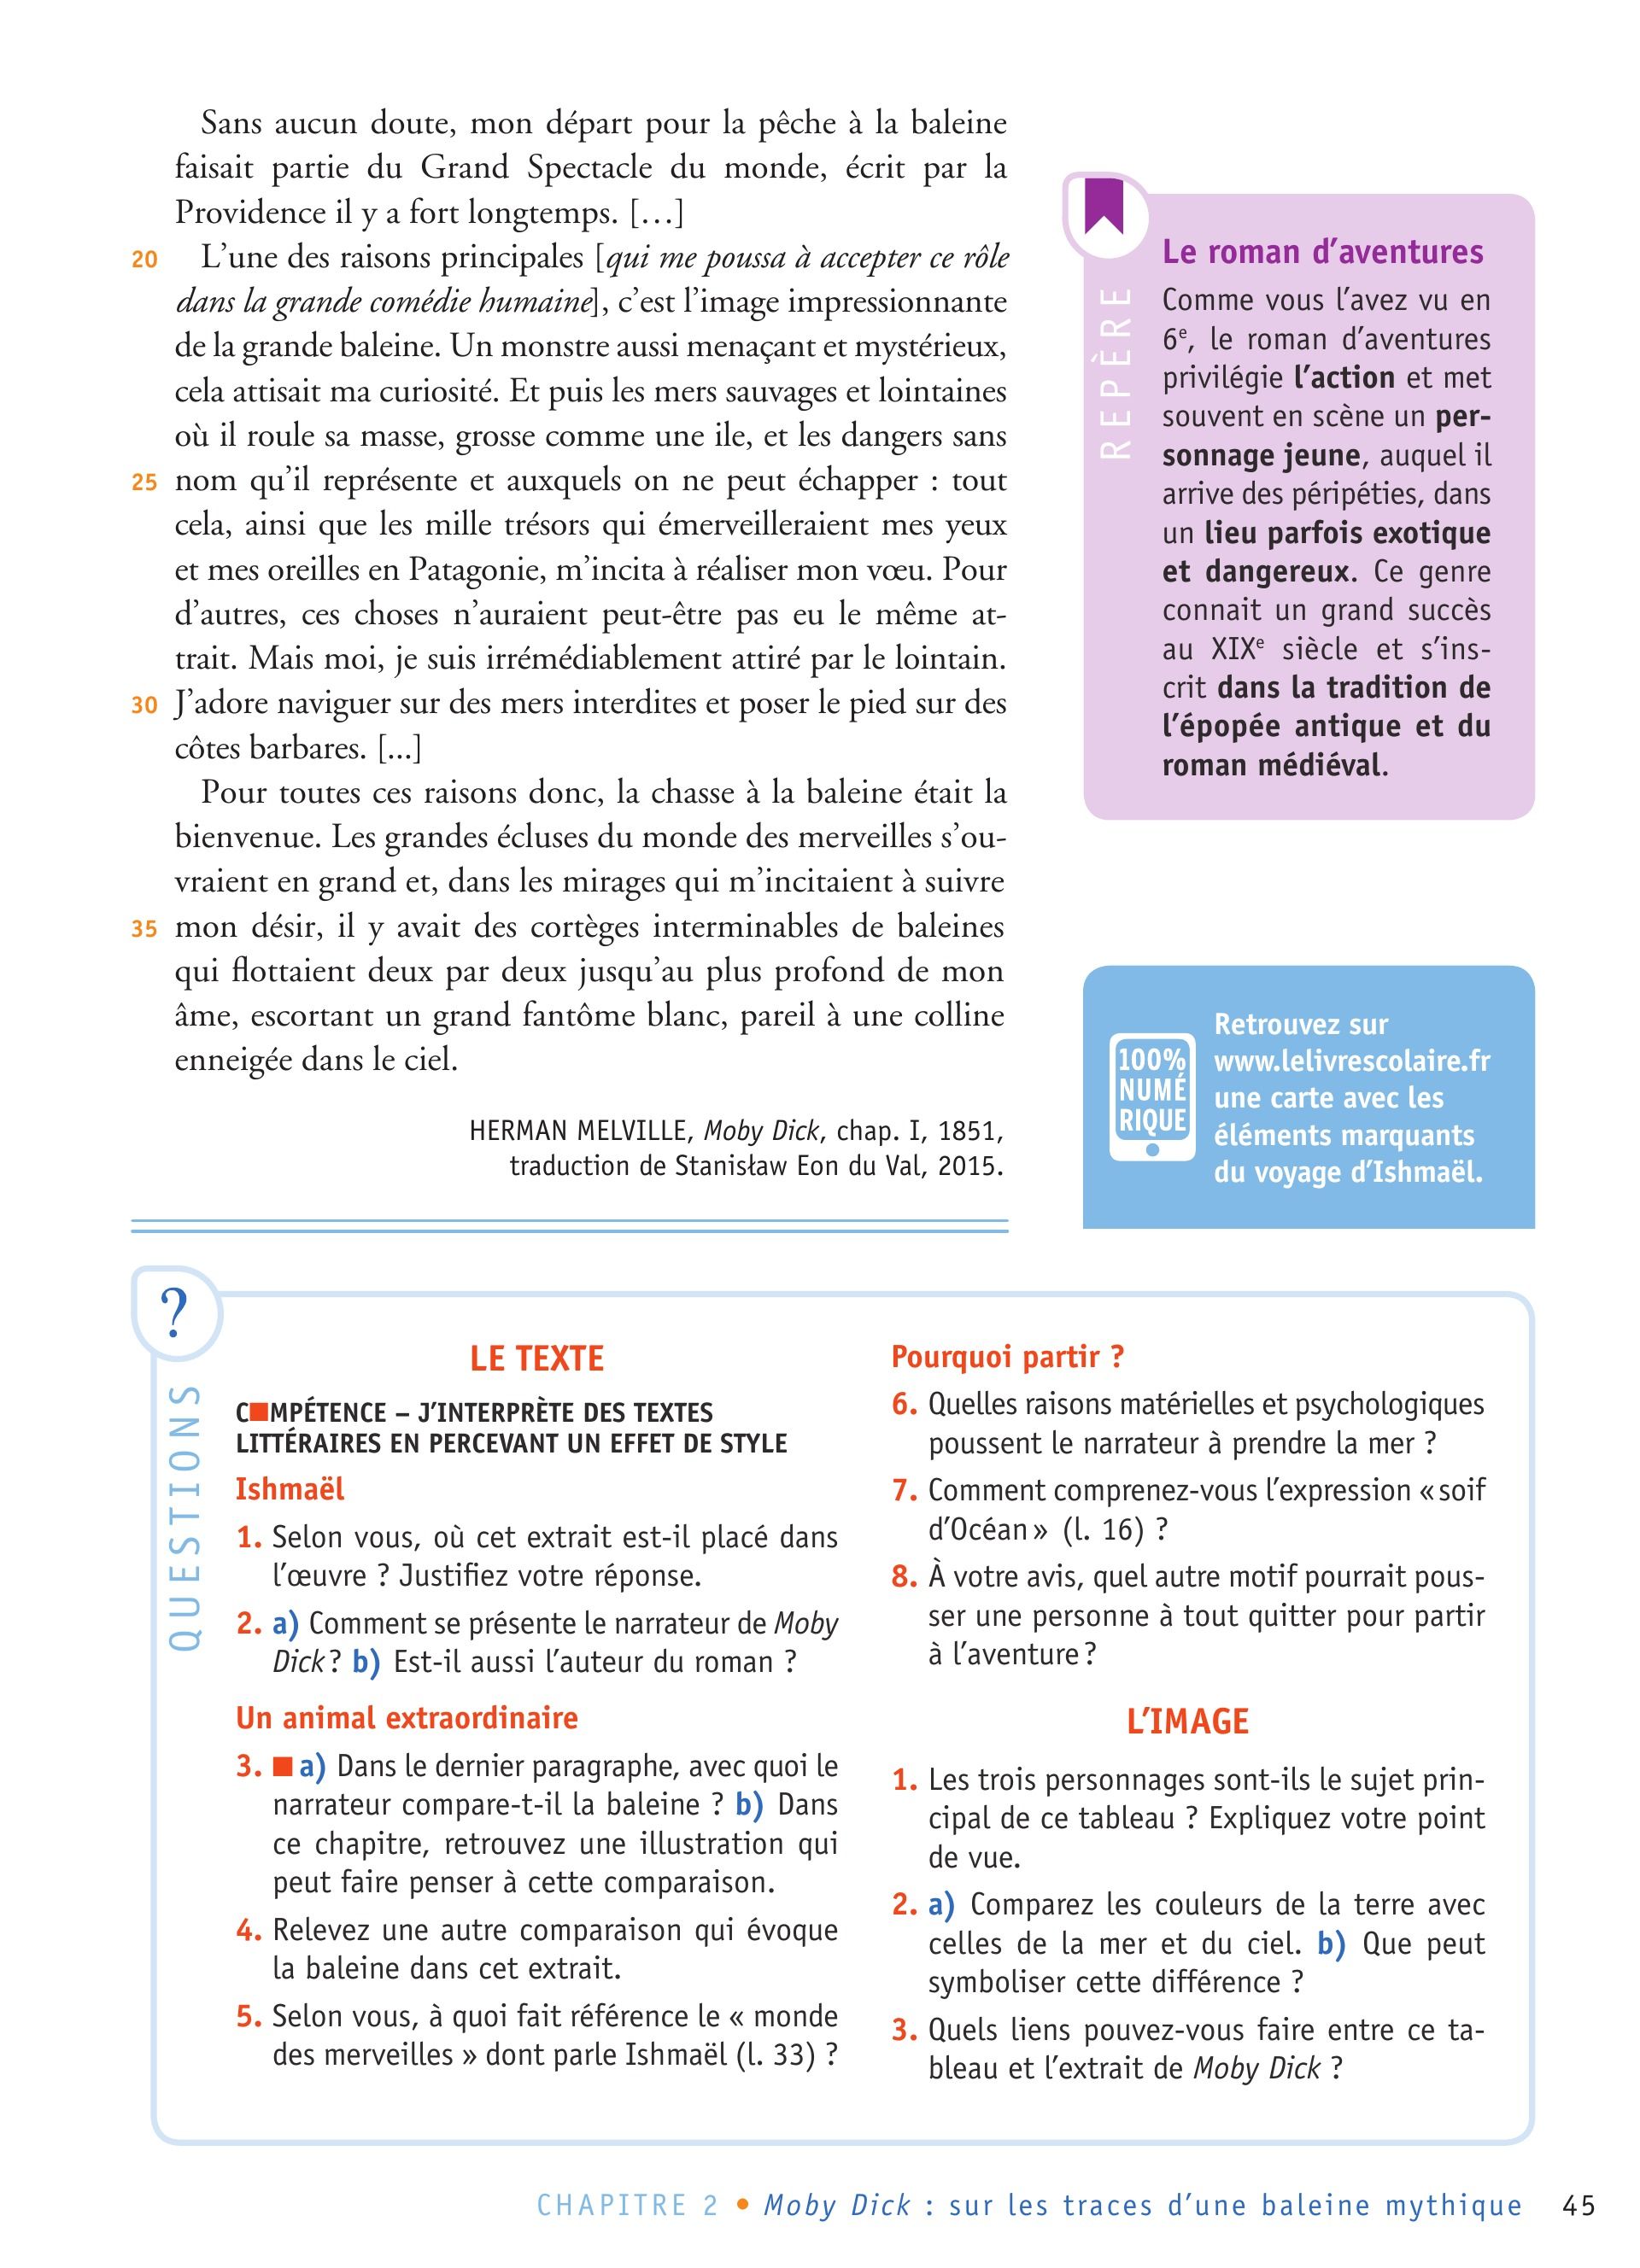 Sans aucun doute, mon départ pour la pêche à la baleine
faisait partie du Grand Spectacle du monde, écrit par la
Providence il y a fort longtemps. […]
20 L’une des raisons principales [qui me poussa à accepter ce rôle
dans la grande comédie humaine], c’est l’image impressionnante
de la grande baleine. Un monstre aussi menaçant et mystérieux,
cela attisait ma curiosité. Et puis les mers sauvages et lointaines
où il roule sa masse, grosse comme une ile, et les dangers sans
25 nom qu’il représente et auxquels on ne peut échapper : tout
cela, ainsi que les mille trésors qui émerveilleraient mes yeux
et mes oreilles en Patagonie, m’incita à réaliser mon vœu. Pour
d’autres, ces choses n’auraient peut-être pas eu le même at-
trait. Mais moi, je suis irrémédiablement attiré par le lointain.
30 J’adore naviguer sur des mers interdites et poser le pied sur des
côtes barbares. [...]
Pour toutes ces raisons donc, la chasse à la baleine était la
bienvenue. Les grandes écluses du monde des merveilles s’ou-
vraient en grand et, dans les mirages qui m’incitaient à suivre
35 mon désir, il y avait des cortèges interminables de baleines
qui flottaient deux par deux jusqu’au plus profond de mon
âme, escortant un grand fantôme blanc, pareil à une colline
enneigée dans le ciel.
HERMAN MELVILLE, Moby Dick, chap. I, 1851,
traduction de Stanisław Eon du Val, 2015.
REPÈRE
Le roman d’aventures
Comme vous l’avez vu en
6e, le roman d’aventures
privilégie l’action et met
souvent en scène un per-
sonnage jeune, auquel il
arrive des péripéties, dans
un lieu parfois exotique
et dangereux. Ce genre
connait un grand succès
au XIXe siècle et s’ins-
crit dans la tradition de
l’épopée antique et du
roman médiéval.
100%
NUMÉ
RIQUE
Retrouvez sur
www.lelivrescolaire.fr
une carte avec les
éléments marquants
du voyage d’Ishmaël.
?
QUESTIONS
LE TEXTE
C■MPÉTENCE – J’INTERPRÈTE DES TEXTES
LITTÉRAIRES EN PERCEVANT UN EFFET DE STYLE
Ishmaël
1. Selon vous, où cet extrait est-il placé dans
l’œuvre ? Justifiez votre réponse.
2. a) Comment se présente le narrateur de Moby
Dick ? b) Est-il aussi l’auteur du roman ?
Un animal extraordinaire
3. ■ a) Dans le dernier paragraphe, avec quoi le
narrateur compare-t-il la baleine ? b) Dans
ce chapitre, retrouvez une illustration qui
peut faire penser à cette comparaison.
4. Relevez une autre comparaison qui évoque
la baleine dans cet extrait.
5. Selon vous, à quoi fait référence le « monde
des merveilles » dont parle Ishmaël (l. 33) ?
Pourquoi partir ?
6. Quelles raisons matérielles et psychologiques
poussent le narrateur à prendre la mer ?
7. Comment comprenez-vous l’expression « soif
d’Océan » (l. 16) ?
8. À votre avis, quel autre motif pourrait pous-
ser une personne à tout quitter pour partir
à l’aventure ?
L’IMAGE
1. Les trois personnages sont-ils le sujet prin-
cipal de ce tableau ? Expliquez votre point
de vue.
2. a) Comparez les couleurs de la terre avec
celles de la mer et du ciel. b) Que peut
symboliser cette différence ?
3. Quels liens pouvez-vous faire entre ce ta-
bleau et l’extrait de Moby Dick ?
CHAPITRE 2 • Moby Dick : sur les traces d’une baleine mythique 45